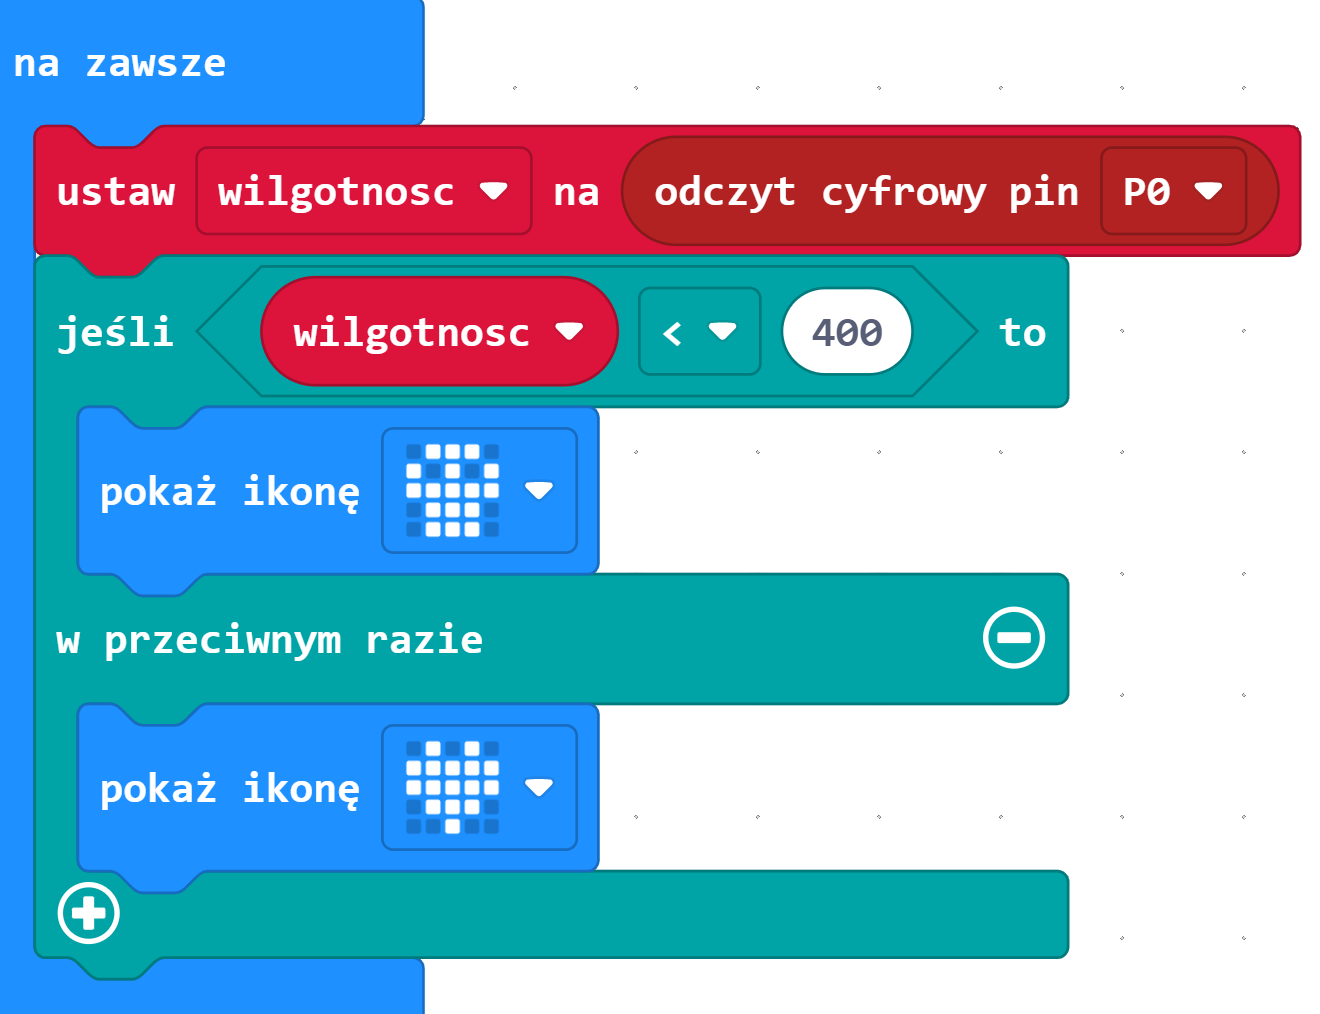 na zawsze
ustaw wilgotnosc na odczyt cyfrowy pin P0
jeśli wilgotnosc < 400 to
pokaż ikonę
w przeciwnym razie
pokaż ikonę